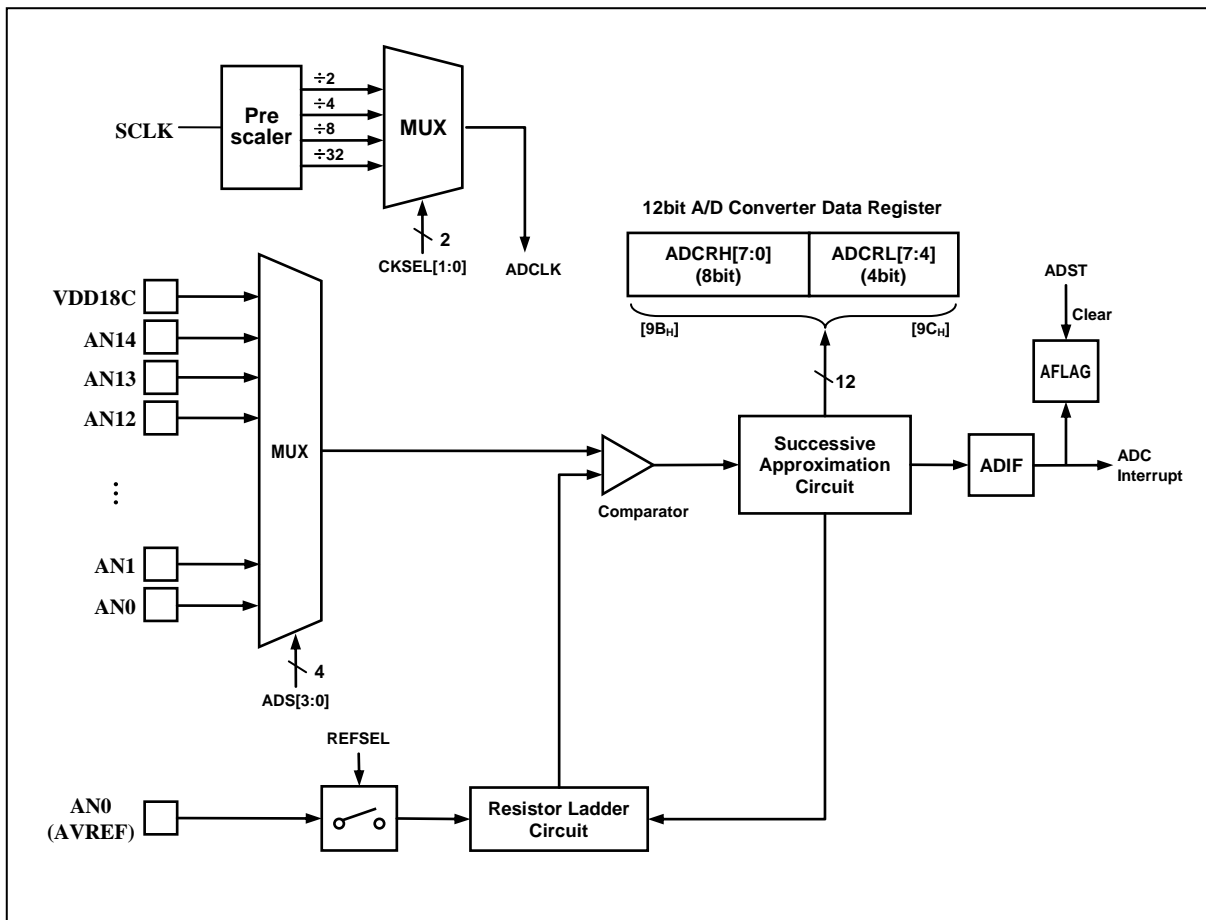 ÷2
÷4
÷8
÷32
Pre
scaler
SCLK
MUX
2
CKSEL[1:0]
ADCLK
12bit A/D Converter Data Register
ADCRH[7:0]
(8bit)
ADCRL[7:4]
(4bit)
[9BH]
[9CH]
ADST
Clear
AFLAG
12
VDD18C
AN14
AN13
AN12
...
AN1
AN0
MUX
4
ADS[3:0]
Comparator
Successive
Approximation
Circuit
ADIF
ADC
Interrupt
REFSEL
AN0
(AVREF)
Resistor Ladder
Circuit